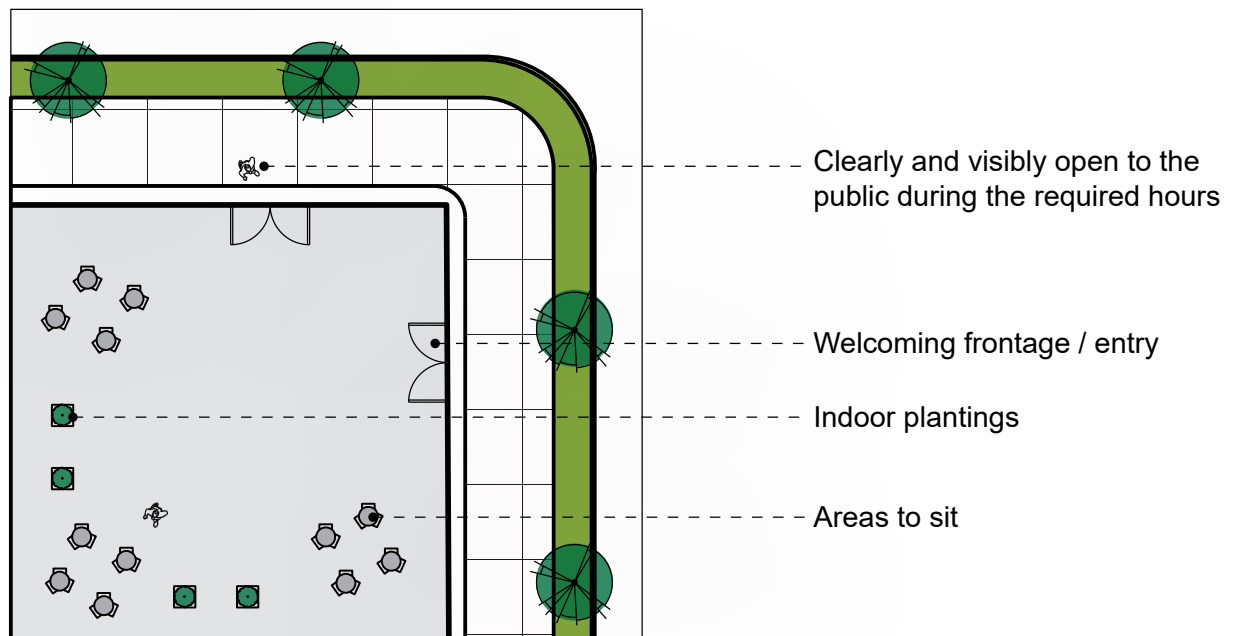 Clearly and visibly open to the
public during the required hours
Welcoming frontage / entry
Indoor plantings
Areas to sit